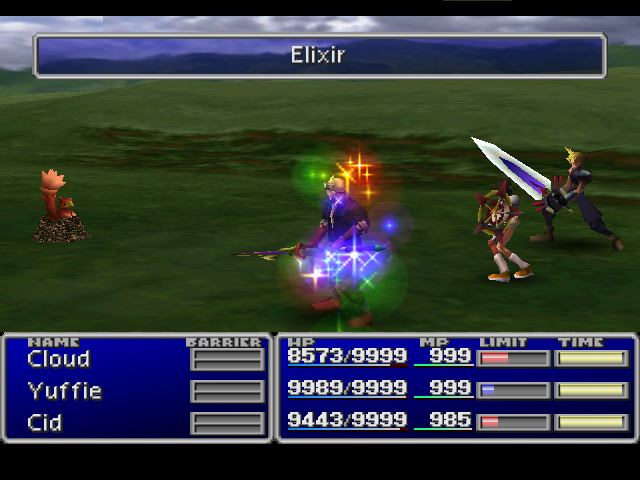 Elixir
NAME BARRIER HP MP LIMIT TIME
Cloud 8573/9999 999
Yuffie 9989/9999 999
Cid 9443/9999 985